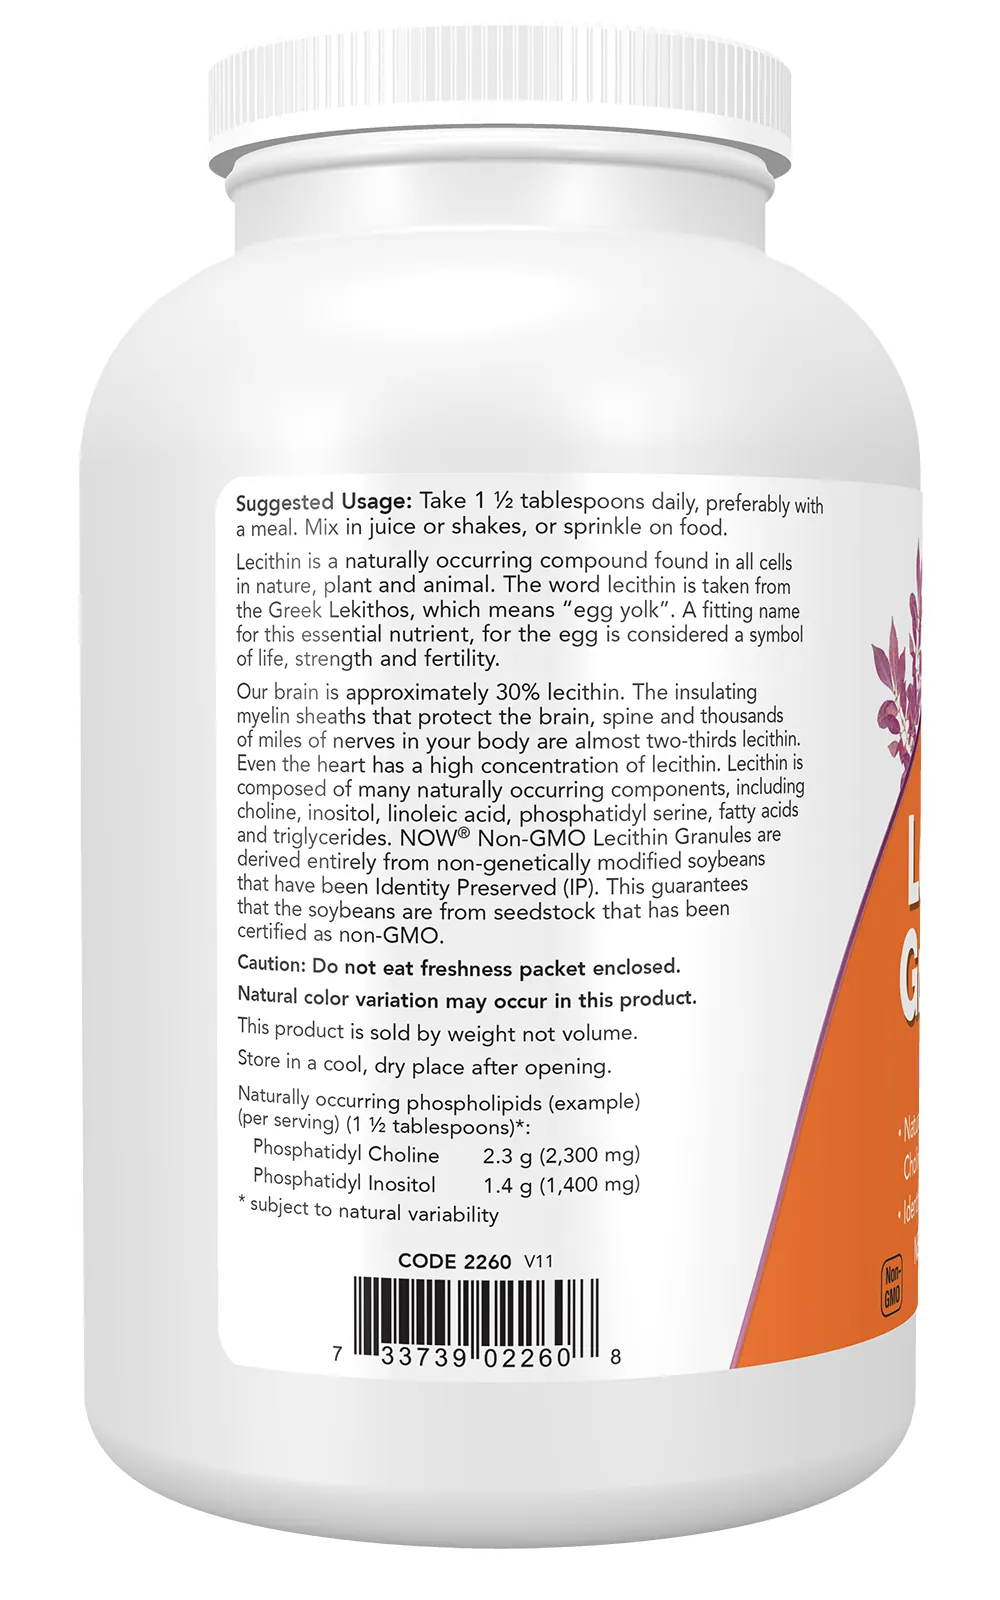 Suggested Usage: Take 1 ½ tablespoons daily, preferably with
a meal. Mix in juice or shakes, or sprinkle on food.
Lecithin is a naturally occurring compound found in all cells
in nature, plant and animal. The word lecithin is taken from
the Greek Lekithos, which means “egg yolk”. A fitting name
for this essential nutrient, for the egg is considered a symbol
of life, strength and fertility.
Our brain is approximately 30% lecithin. The insulating
myelin sheaths that protect the brain, spine and thousands
of miles of nerves in your body are almost two-thirds lecithin.
Even the heart has a high concentration of lecithin. Lecithin is
composed of many naturally occurring components, including
choline, inositol, linoleic acid, phosphatidyl serine, fatty acids
and triglycerides. NOW® Non-GMO Lecithin Granules are
derived entirely from non-genetically modified soybeans
that have been Identity Preserved (IP). This guarantees
that the soybeans are from seedstock that has been
certified as non-GMO.
Caution: Do not eat freshness packet enclosed.
Natural color variation may occur in this product.
This product is sold by weight not volume.
Store in a cool, dry place after opening.
Naturally occurring phospholipids (example)
(per serving) (1 ½ tablespoons)*:
Phosphatidyl Choline 2.3 g (2,300 mg)
Phosphatidyl Inositol 1.4 g (1,400 mg)
* subject to natural variability
CODE 2260 V11
7 33739 02260 8
Non-
GMO